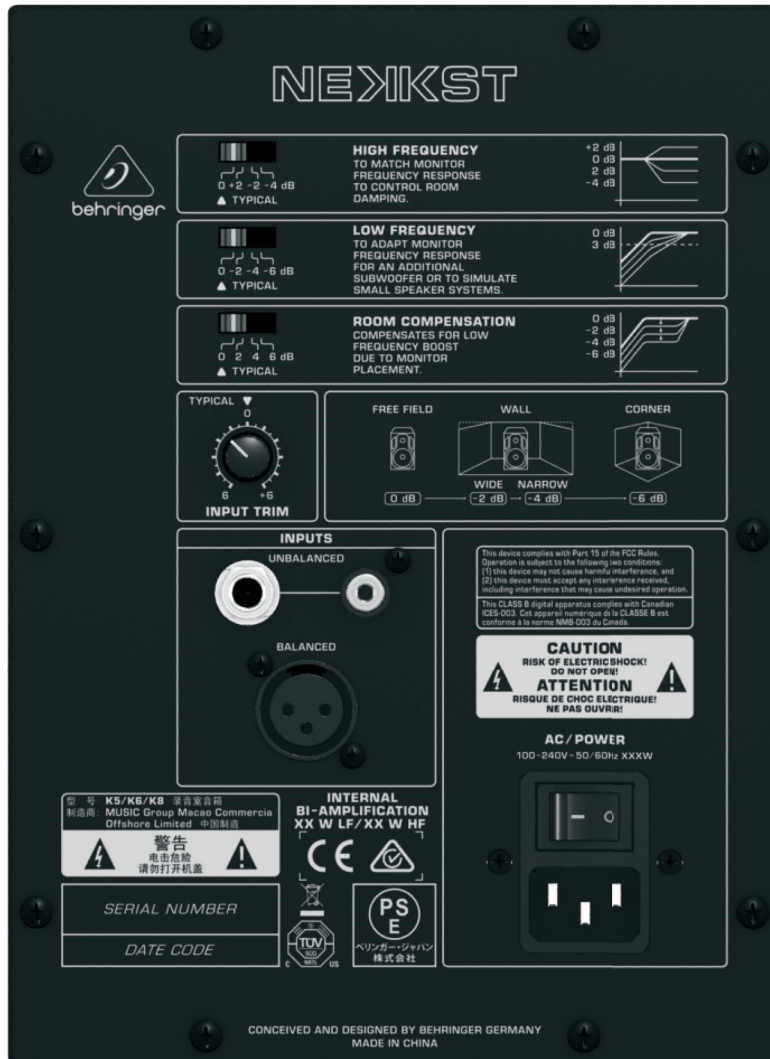 NEKKST
behringer
0 +2 -2 -4 dB
▲ TYPICAL
HIGH FREQUENCY
TO MATCH MONITOR
FREQUENCY RESPONSE
TO CONTROL ROOM
DAMPING.
+2 dB
0 dB
2 dB
-4 dB
0 -2 -4 -6 dB
▲ TYPICAL
LOW FREQUENCY
TO ADAPT MONITOR
FREQUENCY RESPONSE
FOR AN ADDITIONAL
SUBWOOFER OR TO SIMULATE
SMALL SPEAKER SYSTEMS.
0 dB
3 dB
0 2 4 6 dB
▲ TYPICAL
ROOM COMPENSATION
COMPENSATES FOR LOW
FREQUENCY BOOST
DUE TO MONITOR
PLACEMENT.
0 dB
-2 dB
-4 dB
-6 dB
TYPICAL ▼
0
6 +6
INPUT TRIM
FREE FIELD WALL CORNER
WIDE NARROW
0 dB -2 dB -4 dB -6 dB
INPUTS
UNBALANCED
BALANCED
This device complies with Part 15 of the FCC Rules.
Operation is subject to the following two conditions:
(1) this device may not cause harmful interference, and
(2) this device must accept any interference received,
including interference that may cause undesired operation.
This CLASS B digital apparatus complies with Canadian
ICES-003. Cet appareil numérique de la CLASSE B est
conforme à la norme NMB-003 du Canada.
CAUTION
RISK OF ELECTRIC SHOCK!
DO NOT OPEN!
ATTENTION
RISQUE DE CHOC ELECTRIQUE!
NE PAS OUVRIR!
AC/POWER
100-240V~50/60Hz XXXW
型 号: K5/K6/K8 录音室音箱
制造商: MUSIC Group Macao Commercia
Offshore Limited 中国制造
警告
电击危险
请勿打开机盖
INTERNAL
BI-AMPLIFICATION
XX W LF/XX W HF
CE
SERIAL NUMBER
DATE CODE
TÜV
SÜD
NRTL
C US
PS
E
ベリンガー・ジャパン
株式会社
CONCEIVED AND DESIGNED BY BEHRINGER GERMANY
MADE IN CHINA